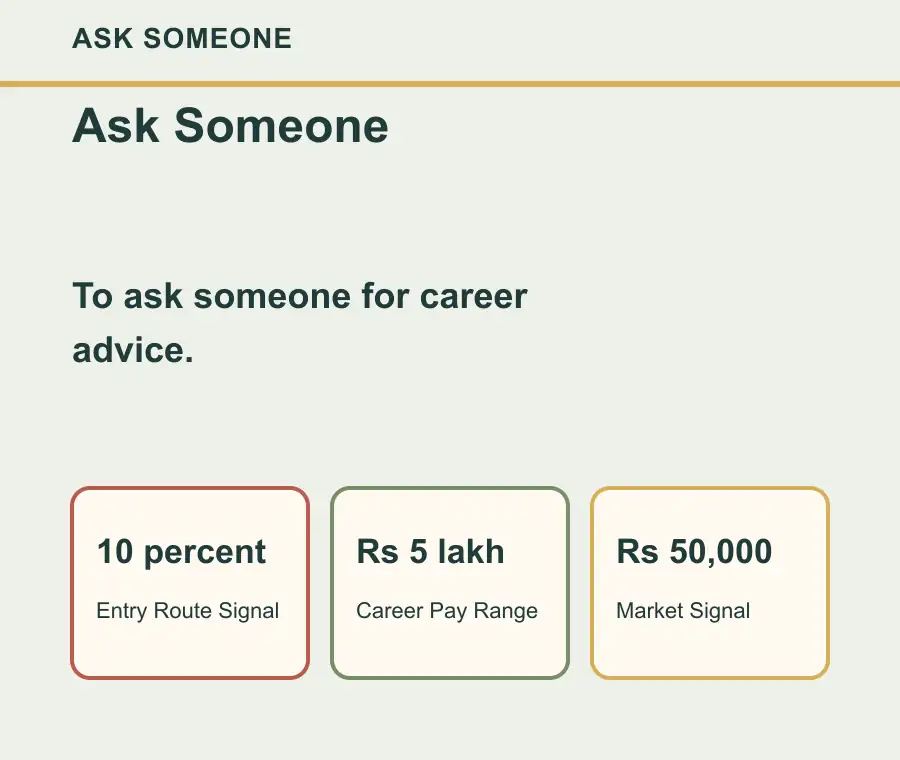 ASK SOMEONE
Ask Someone
To ask someone for career
advice.
10 percent
Entry Route Signal
Rs 5 lakh
Career Pay Range
Rs 50,000
Market Signal